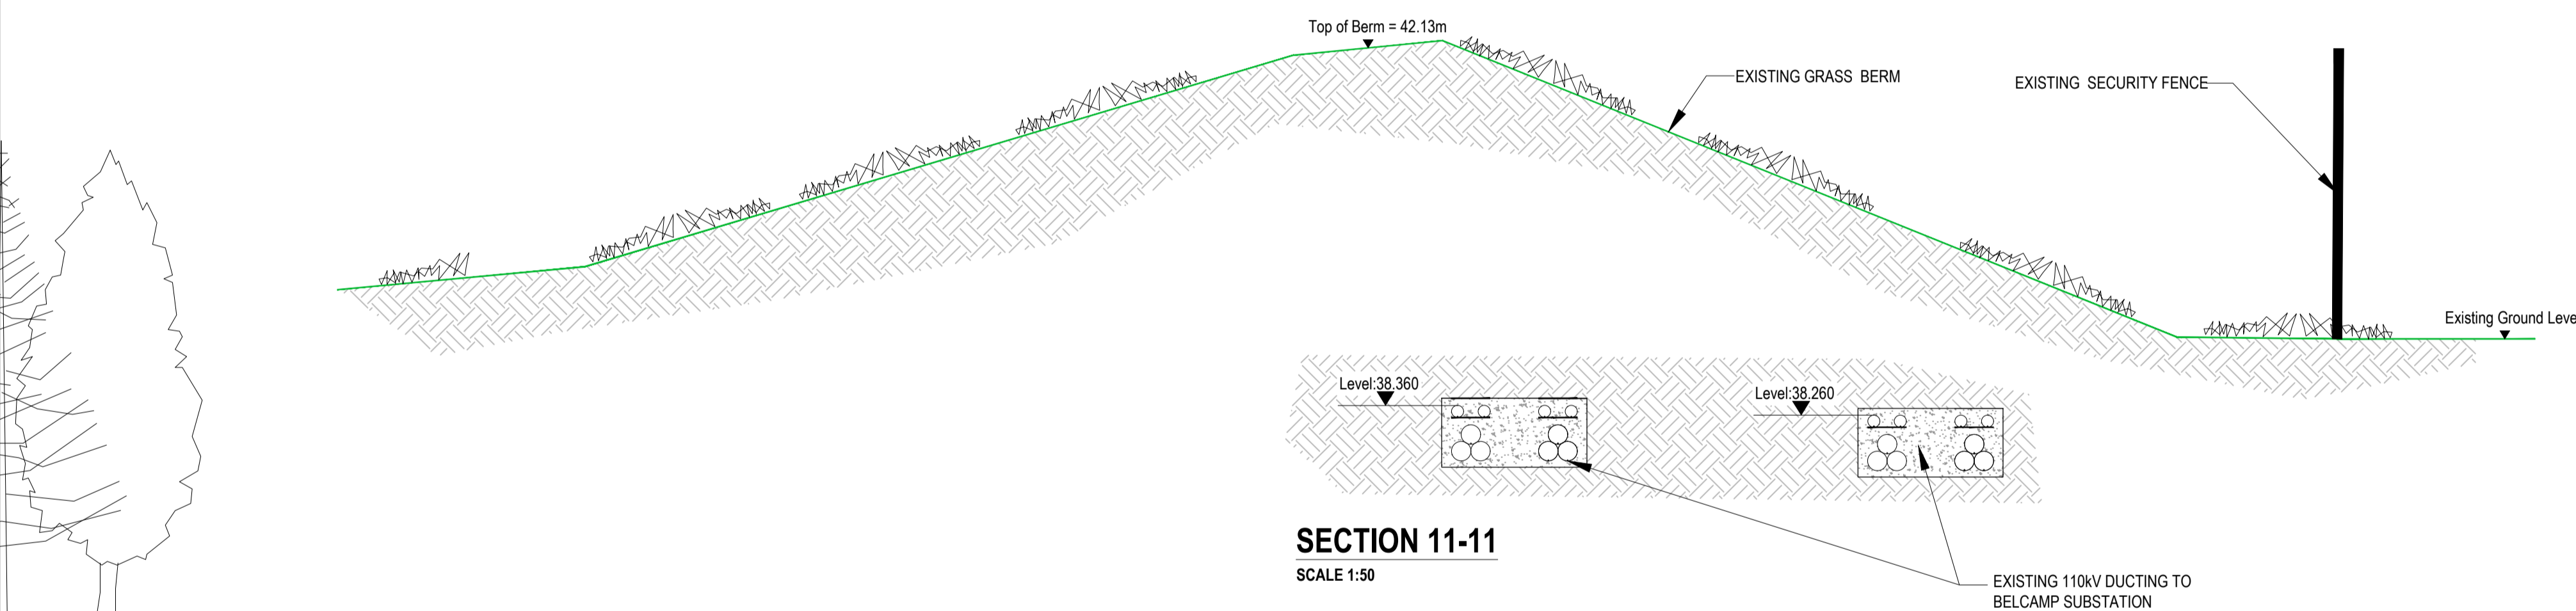 Top of Berm = 42.13m
EXISTING GRASS BERM
EXISTING SECURITY FENCE
Existing Ground Leve
Level:38.360
Level:38.260
SECTION 11-11
SCALE 1:50
EXISTING 110kV DUCTING TO
BELCAMP SUBSTATION